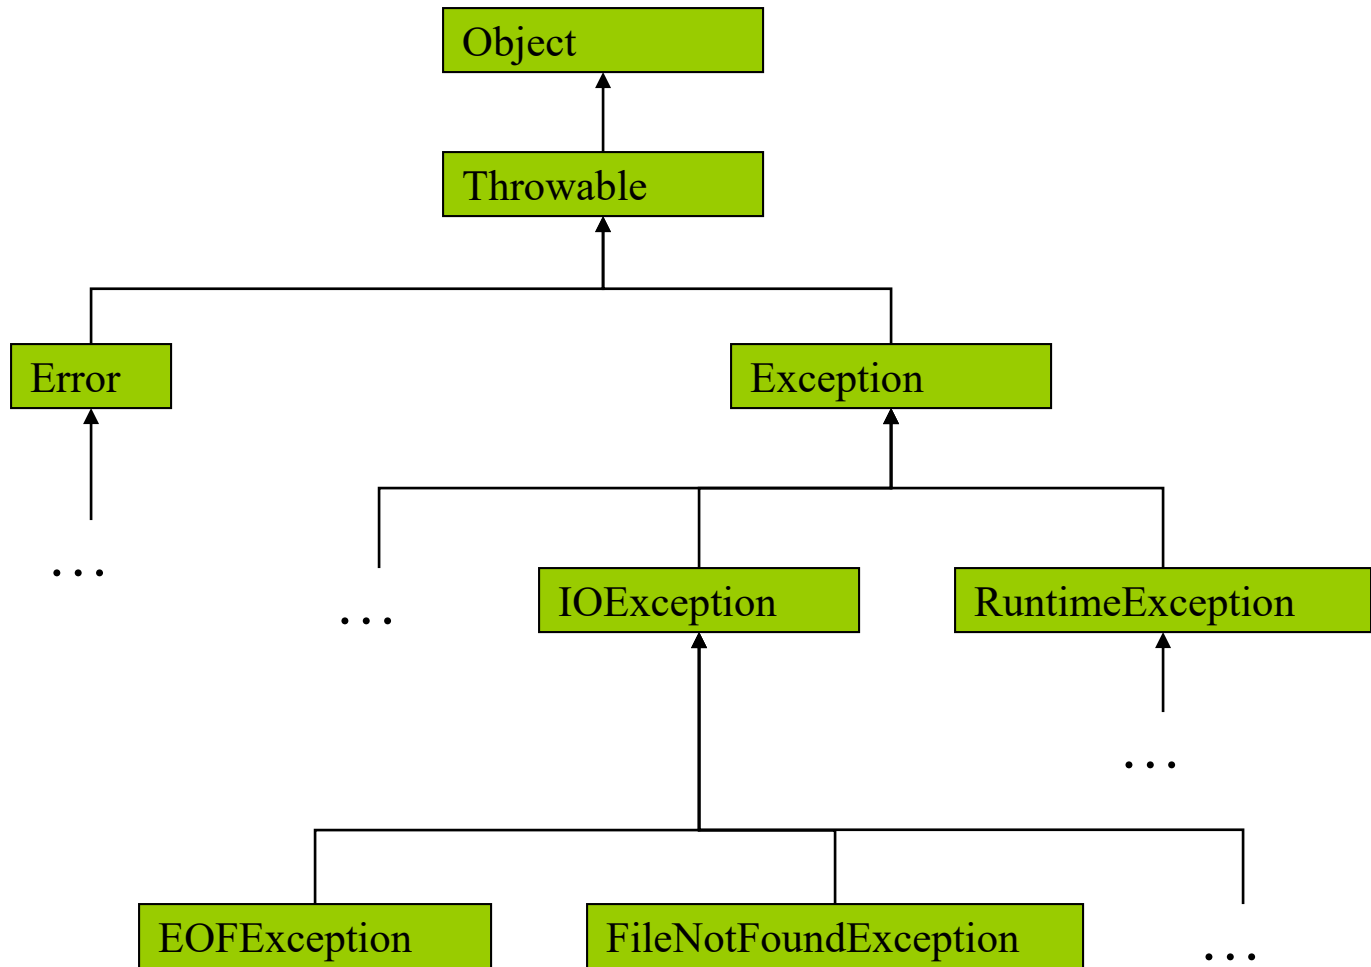 Object
Throwable
Error
Exception
...
...
IOException
RuntimeException
...
EOFException
FileNotFoundException
...